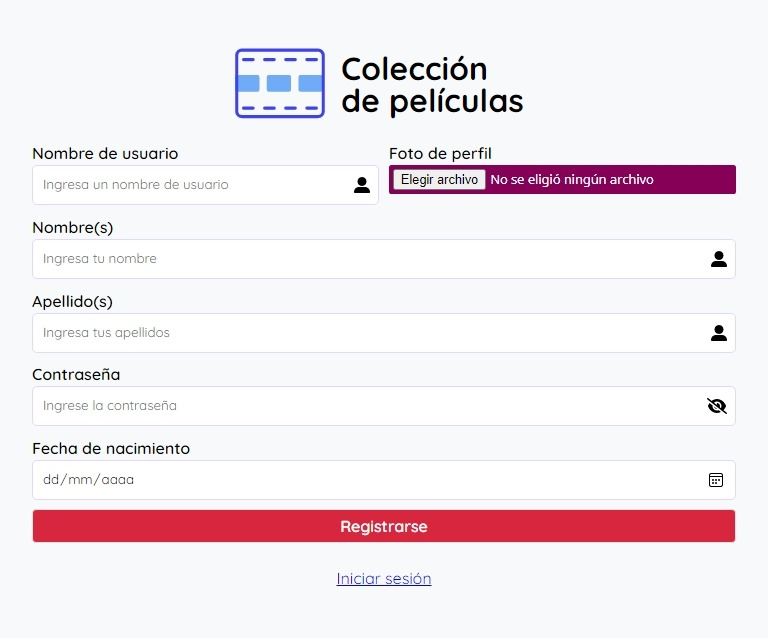 Colección
de películas
Nombre de usuario
Foto de perfil
Ingresa un nombre de usuario
Elegir archivo No se eligió ningún archivo
Nombre(s)
Ingresa tu nombre
Apellido(s)
Ingresa tus apellidos
Contraseña
Ingrese la contraseña
Fecha de nacimiento
dd/mm/aaaa
Registrarse
Iniciar sesión